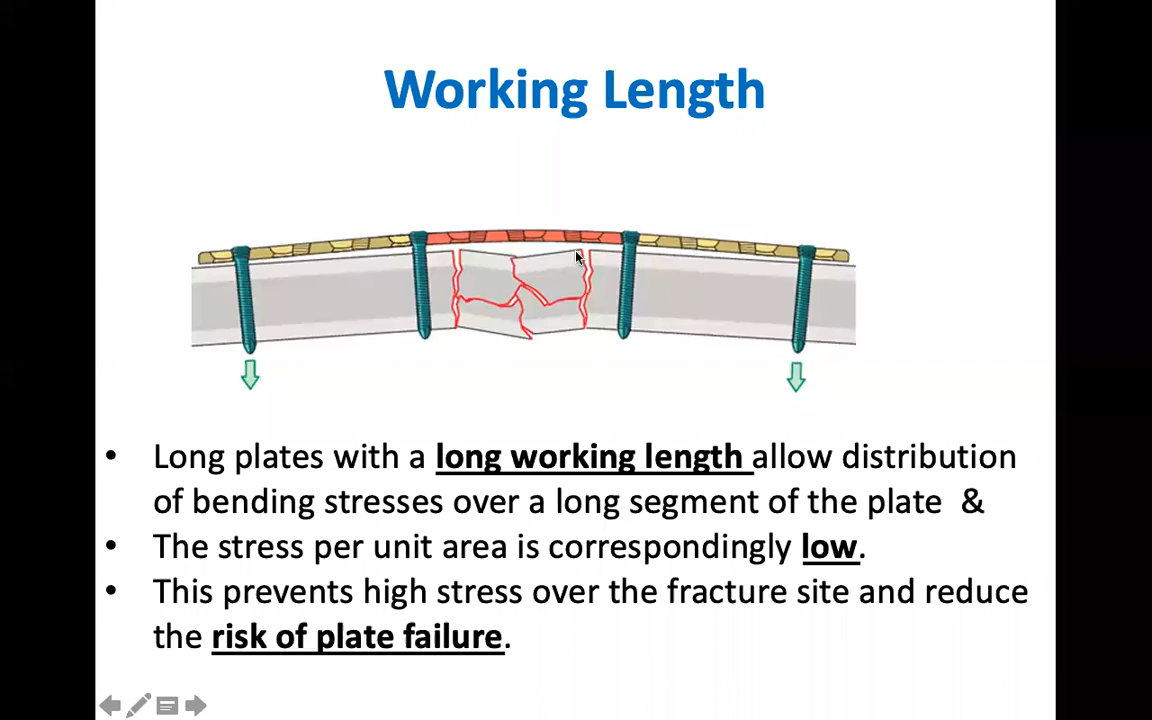 Working Length
• Long plates with a long working length allow distribution
of bending stresses over a long segment of the plate &
• The stress per unit area is correspondingly low.
• This prevents high stress over the fracture site and reduce
the risk of plate failure.